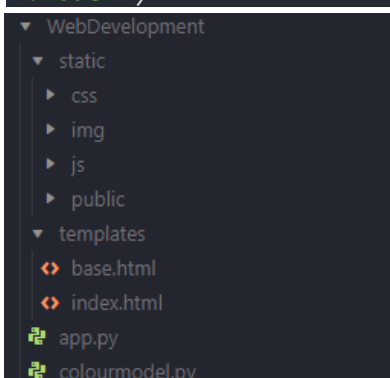 WebDevelopment
static
css
img
js
public
templates
base.html
index.html
app.py
colourmodel.py